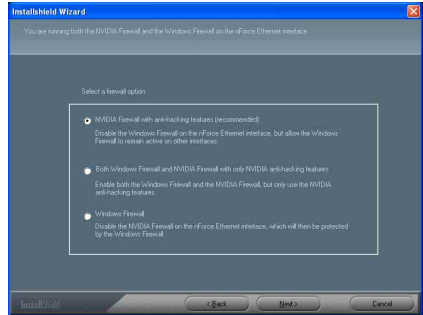 Installshield Wizard
You are running both the NVIDIA Firewall and the Windows Firewall on the nForce Ethernet interface.
Select a firewall option
NVIDIA Firewall with anti-hacking features (recommended)
Disable the Windows Firewall on the nForce Ethernet interface, but allow the Windows
Firewall to remain active on other interfaces.
Both Windows Firewall and NVIDIA Firewall with only NVIDIA anti-hacking features
Enable both the Windows Firewall and the NVIDIA Firewall, but only use the NVIDIA
anti-hacking features.
Windows Firewall
Disable the NVIDIA Firewall on the nForce Ethernet interface, which will then be protected
by the Windows Firewall.
InstallShield
< Back
Next >
Cancel